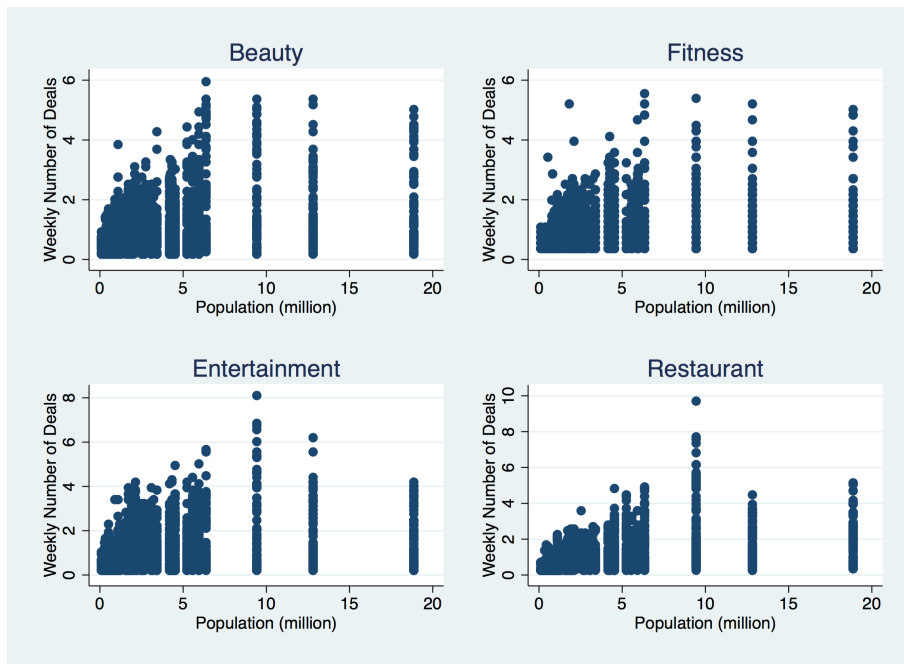 Beauty
Fitness
Weekly Number of Deals
6
4
2
0
0 5 10 15 20
Population (million)
Weekly Number of Deals
6
4
2
0
0 5 10 15 20
Population (million)
Entertainment
Restaurant
Weekly Number of Deals
8
6
4
2
0
0 5 10 15 20
Population (million)
Weekly Number of Deals
10
8
6
4
2
0
0 5 10 15 20
Population (million)